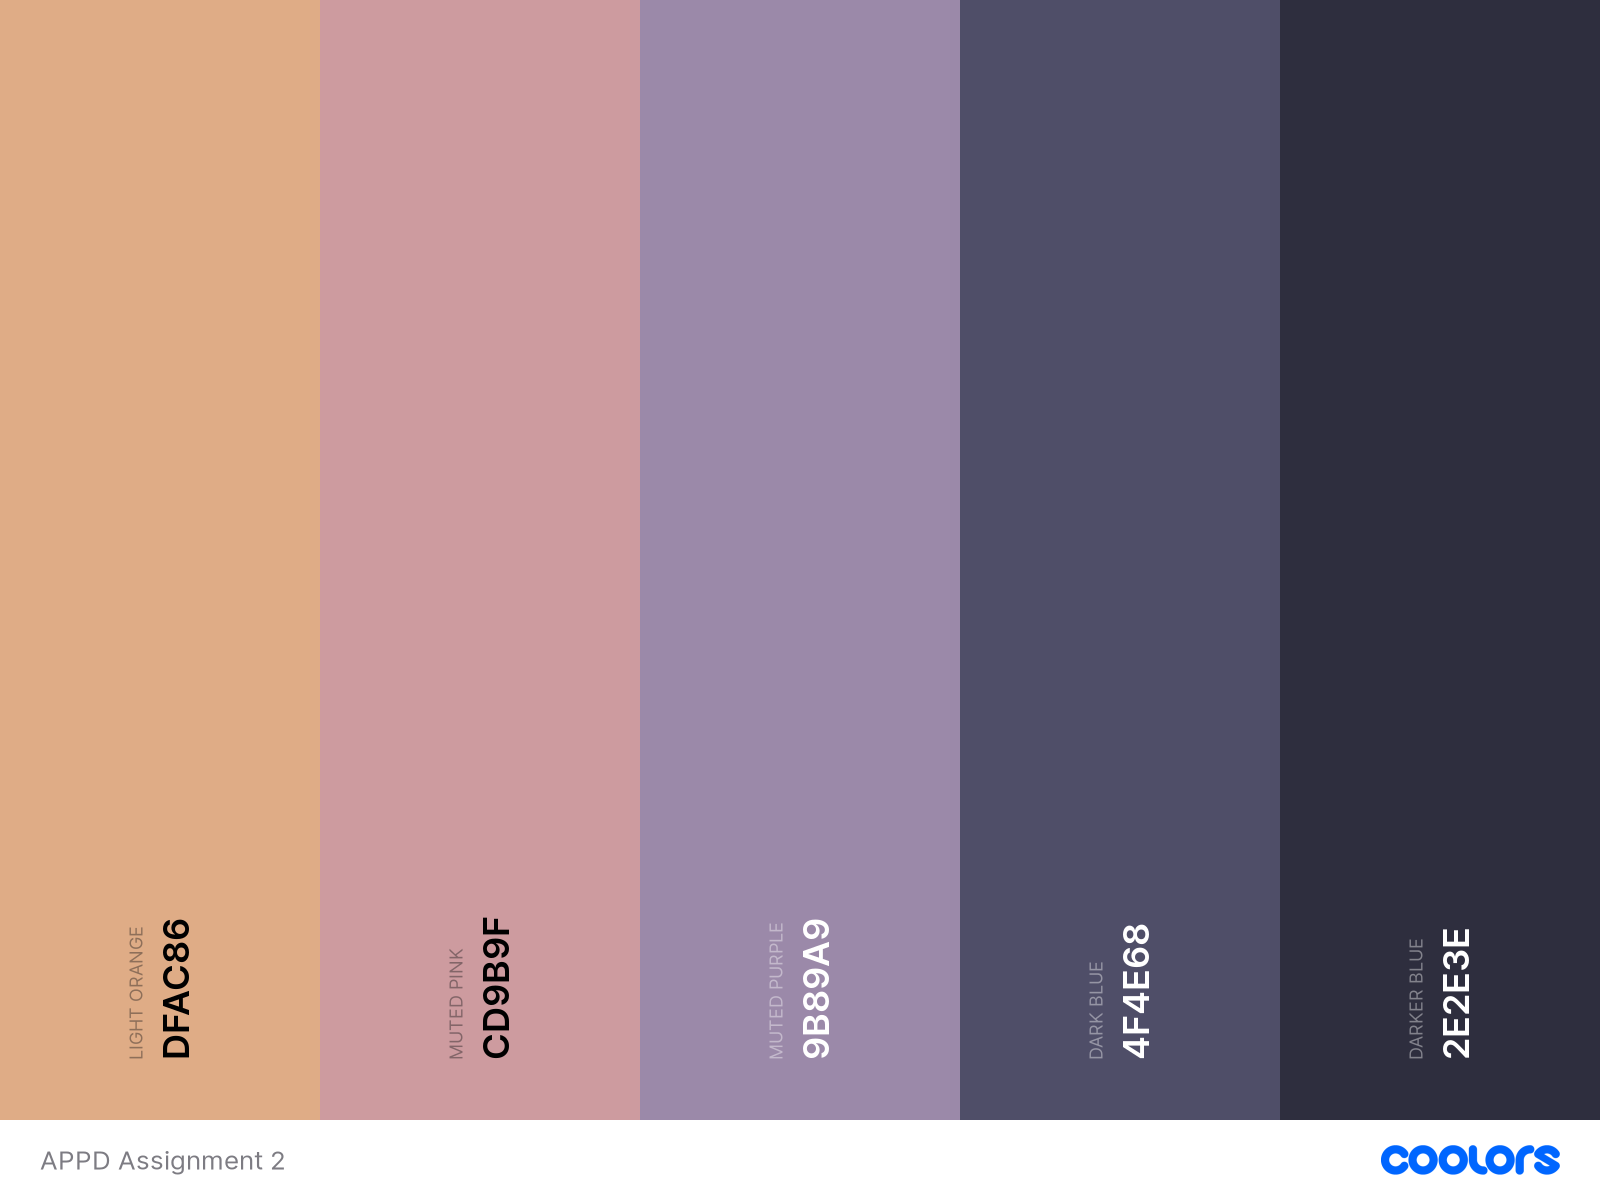 LIGHT ORANGE
DFAC86
MUTED PINK
CD9B9F
MUTED PURPLE
9B89A9
DARK BLUE
4F4E68
DARKER BLUE
2E2E3E
APPD Assignment 2
coolors